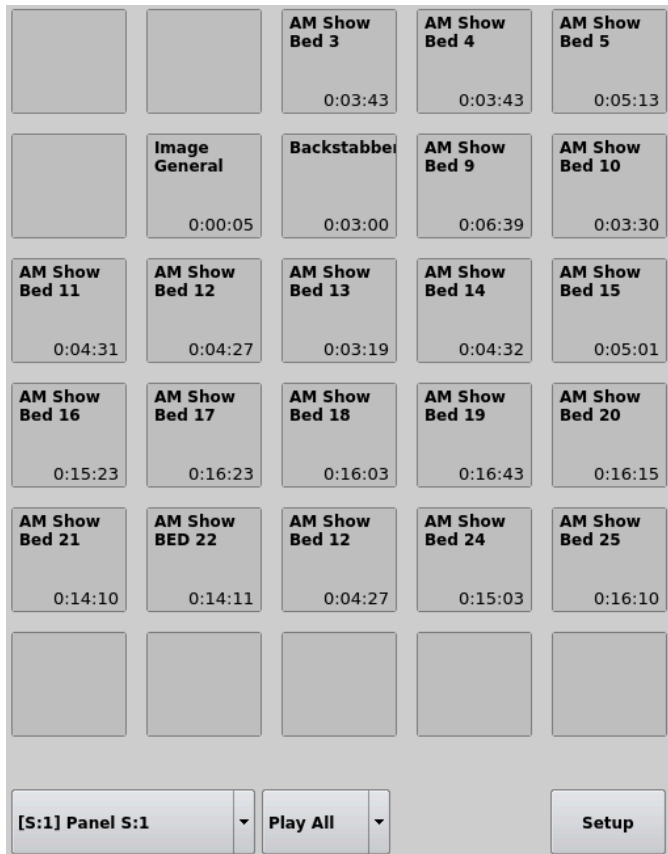 AM Show
Bed 3
0:03:43
AM Show
Bed 4
0:03:43
AM Show
Bed 5
0:05:13
Image
General
0:00:05
Backstabber
0:03:00
AM Show
Bed 9
0:06:39
AM Show
Bed 10
0:03:30
AM Show
Bed 11
0:04:31
AM Show
Bed 12
0:04:27
AM Show
Bed 13
0:03:19
AM Show
Bed 14
0:04:32
AM Show
Bed 15
0:05:01
AM Show
Bed 16
0:15:23
AM Show
Bed 17
0:16:23
AM Show
Bed 18
0:16:03
AM Show
Bed 19
0:16:43
AM Show
Bed 20
0:16:15
AM Show
Bed 21
0:14:10
AM Show
BED 22
0:14:11
AM Show
Bed 12
0:04:27
AM Show
Bed 24
0:15:03
AM Show
Bed 25
0:16:10
[S:1] Panel S:1
Play All
Setup